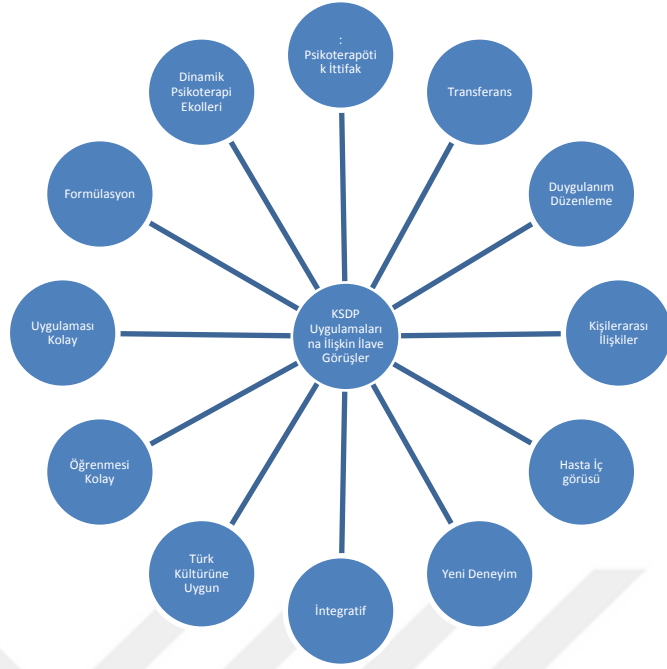 :
Psikoterapöti
k İttifak
Transferans
Duygulanım
Düzenleme
Kişilerarası
İlişkiler
Hasta İç
görüsü
Yeni Deneyim
İntegratif
Türk
Kültürüne
Uygun
Öğrenmesi
Kolay
Uygulaması
Kolay
Formülasyon
Dinamik
Psikoterapi
Ekolleri
KSDP
Uygulamaları
na İlişkin İlave
Görüşler